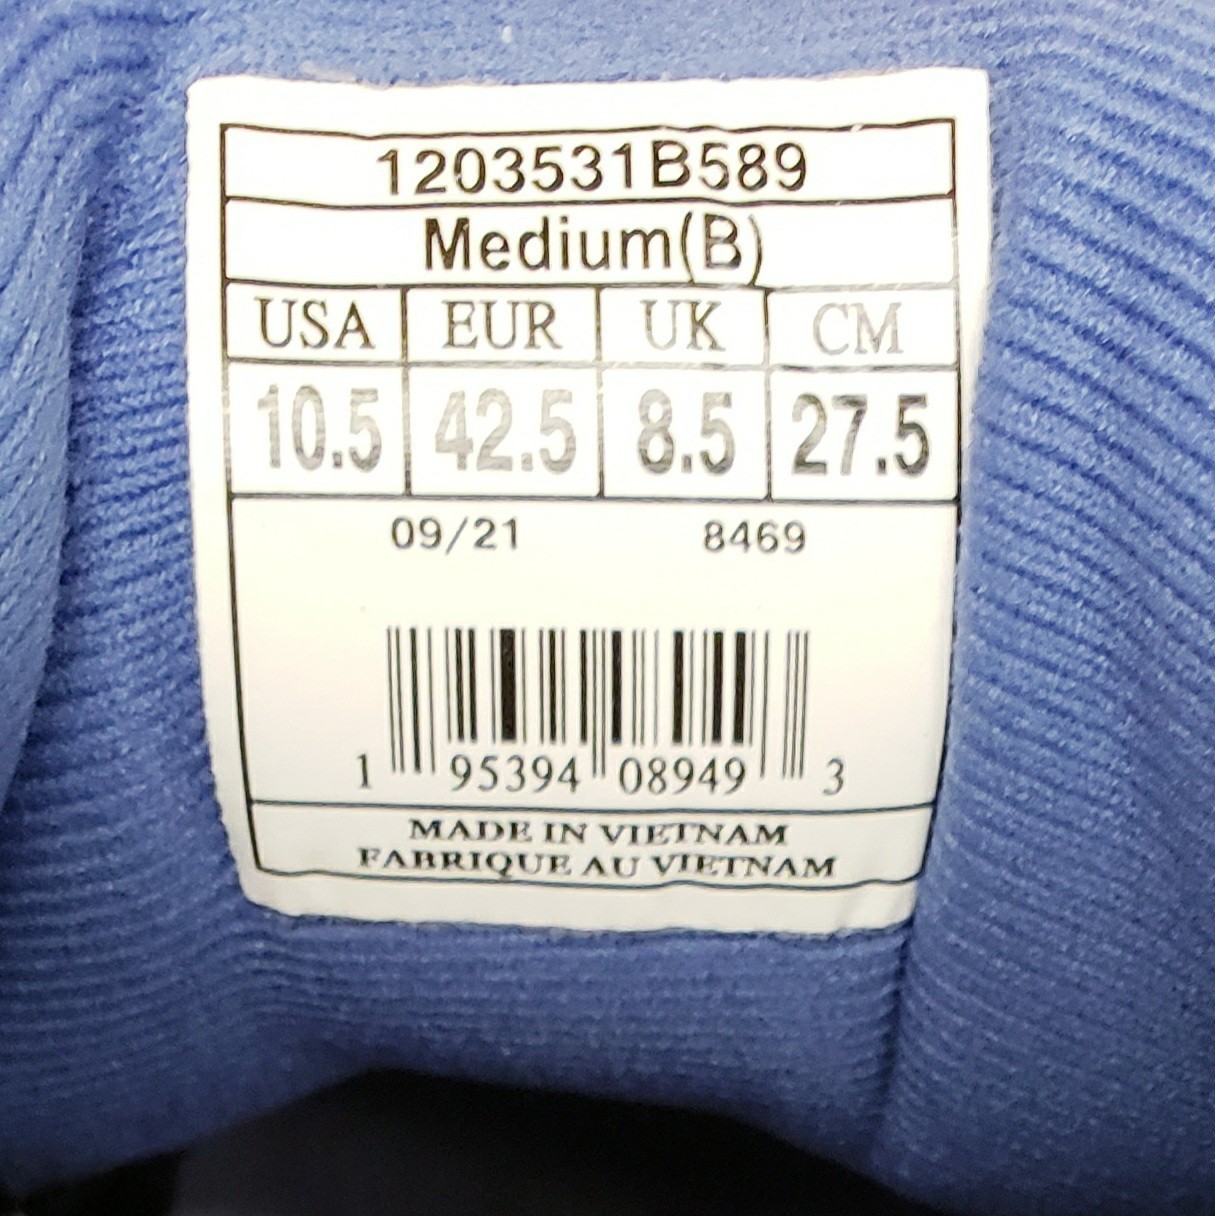 1203531B589
Medium(B)
USA EUR UK CM
10.5 42.5 8.5 27.5
09/21 8469
1 95394 08949 3
MADE IN VIETNAM
FABRIQUE AU VIETNAM